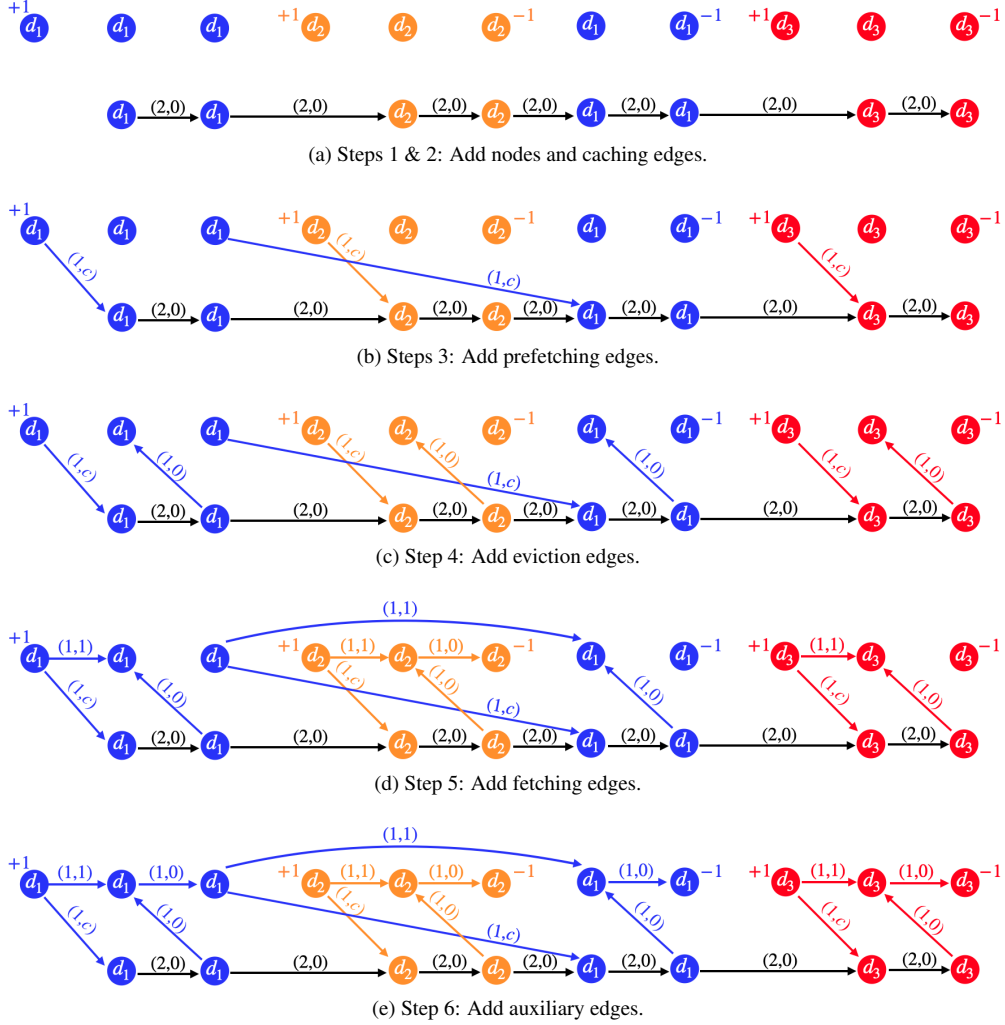 +1 d1 d1 d1 +1 d2 d2 d2 −1 d1 d1 −1 +1 d3 d3 d3 −1
d1 (2,0) d1 (2,0) d2 (2,0) d2 (2,0) d1 (2,0) d1 (2,0) d3 (2,0) d3
(a) Steps 1 & 2: Add nodes and caching edges.
+1 d1 d1 d1 +1 d2 d2 d2 −1 d1 d1 −1 +1 d3 d3 d3 −1
(1,c) (1,c) (1,c) (1,c)
d1 (2,0) d1 (2,0) d2 (2,0) d2 (2,0) d1 (2,0) d1 (2,0) d3 (2,0) d3
(b) Steps 3: Add prefetching edges.
+1 d1 d1 d1 +1 d2 d2 d2 −1 d1 d1 −1 +1 d3 d3 d3 −1
(1,c) (1,0) (1,c) (1,0) (1,c) (1,0) (1,c) (1,0)
d1 (2,0) d1 (2,0) d2 (2,0) d2 (2,0) d1 (2,0) d1 (2,0) d3 (2,0) d3
(c) Step 4: Add eviction edges.
(1,1)
+1 d1 (1,1) d1 d1 +1 d2 (1,1) d2 (1,0) d2 −1 d1 d1 −1 +1 d3 (1,1) d3 d3 −1
(1,c) (1,0) (1,c) (1,0) (1,c) (1,0) (1,c) (1,0)
d1 (2,0) d1 (2,0) d2 (2,0) d2 (2,0) d1 (2,0) d1 (2,0) d3 (2,0) d3
(d) Step 5: Add fetching edges.
(1,1)
+1 d1 (1,1) d1 (1,0) d1 +1 d2 (1,1) d2 (1,0) d2 −1 d1 (1,0) d1 −1 +1 d3 (1,1) d3 (1,0) d3 −1
(1,c) (1,0) (1,c) (1,0) (1,c) (1,0) (1,c) (1,0)
d1 (2,0) d1 (2,0) d2 (2,0) d2 (2,0) d1 (2,0) d1 (2,0) d3 (2,0) d3
(e) Step 6: Add auxiliary edges.